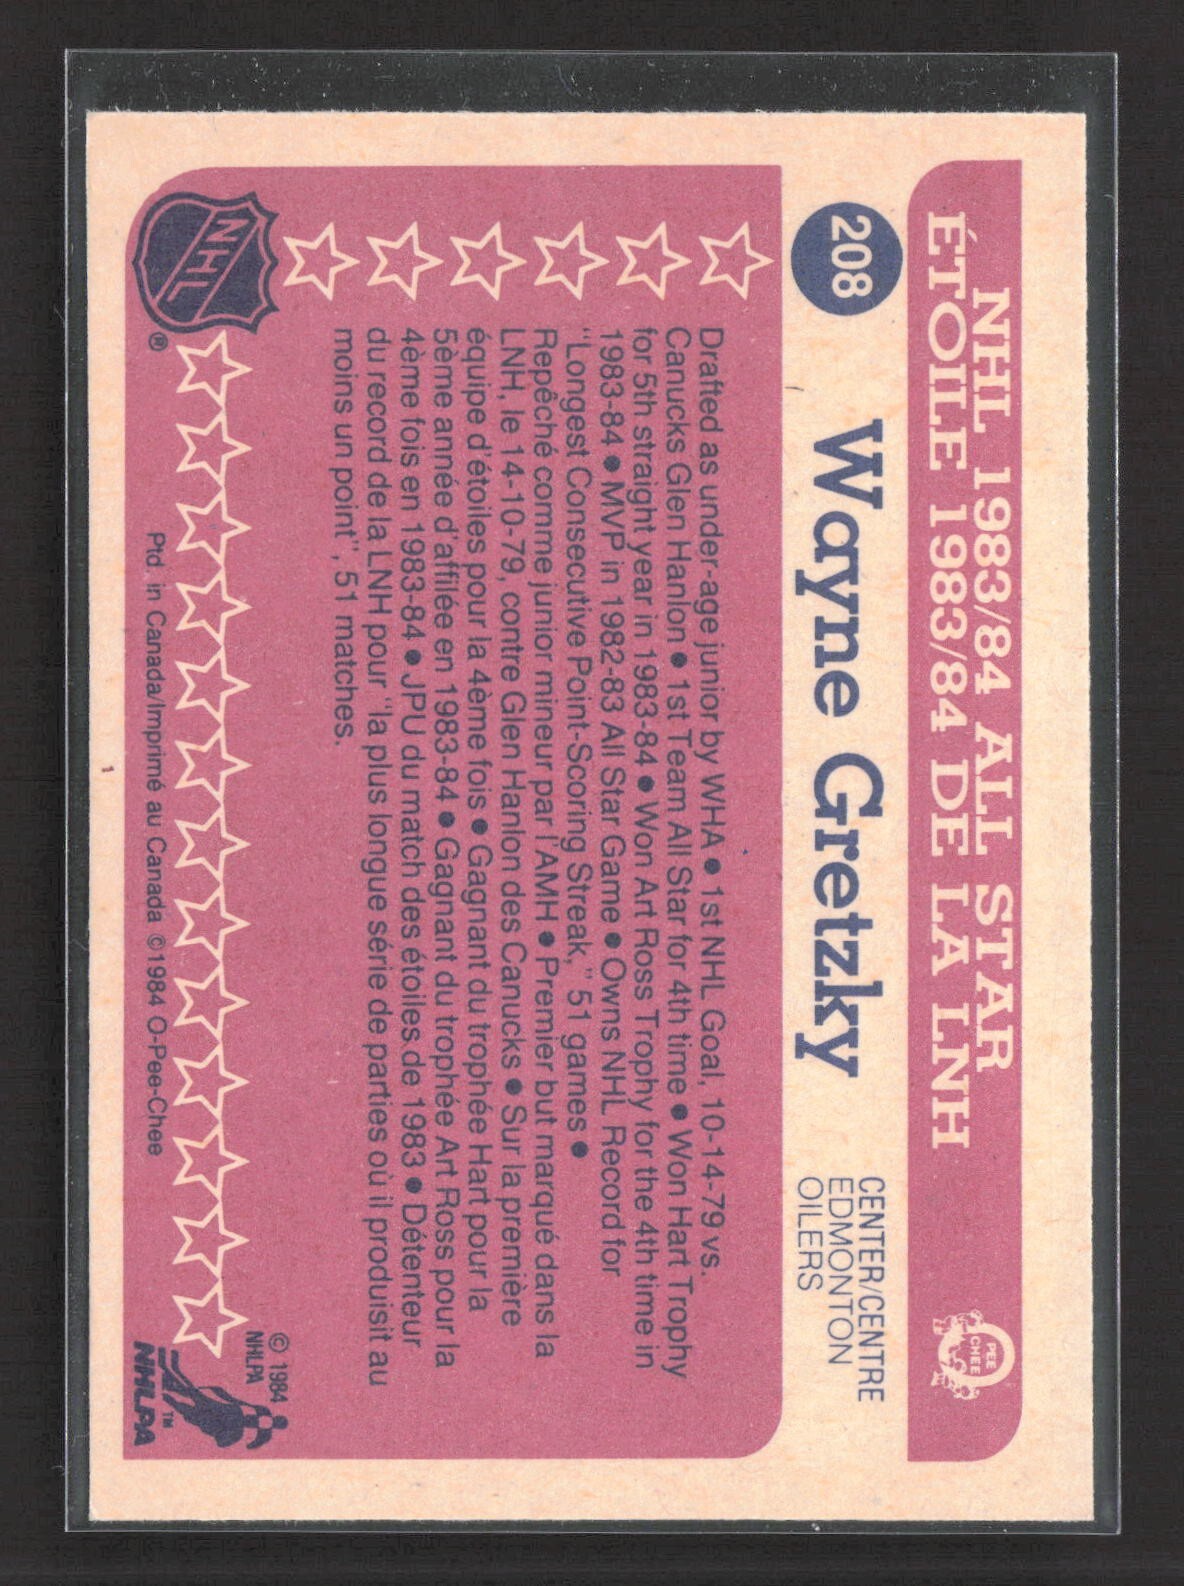 NHL 1983/84 ALL STAR
ÉTOILE 1983/84 DE LA LNH
O PEE CHEE
208
Wayne Gretzky
CENTER/CENTRE
EDMONTON
OILERS
Drafted as under-age junior by WHA • 1st NHL Goal, 10-14-79 vs.
Canucks Glen Hanlon • 1st Team All Star for 4th time • Won Hart Trophy
for 5th straight year in 1983-84 • Won Art Ross Trophy for the 4th time in
1983-84 • MVP in 1982-83 All Star Game • Owns NHL Record for
"Longest Consecutive Point-Scoring Streak," 51 games •
Repêché comme junior mineur par l'AMH • Premier but marqué dans la
LNH, le 14-10-79, contre Glen Hanlon des Canucks • Sur la première
équipe d'étoiles pour la 4ème fois • Gagnant du trophée Hart pour la
5ème année d'affilée en 1983-84 • Gagnant du trophée Art Ross pour la
4ème fois en 1983-84 • JPU du match des étoiles de 1983 • Détenteur
du record de la LNH pour "la plus longue série de parties où il produisit au
moins un point", 51 matches.
NHL
®
© 1984
NHLPA
NHLPA
TM
Ptd. in Canada/Imprimé au Canada © 1984 O-Pee-Chee